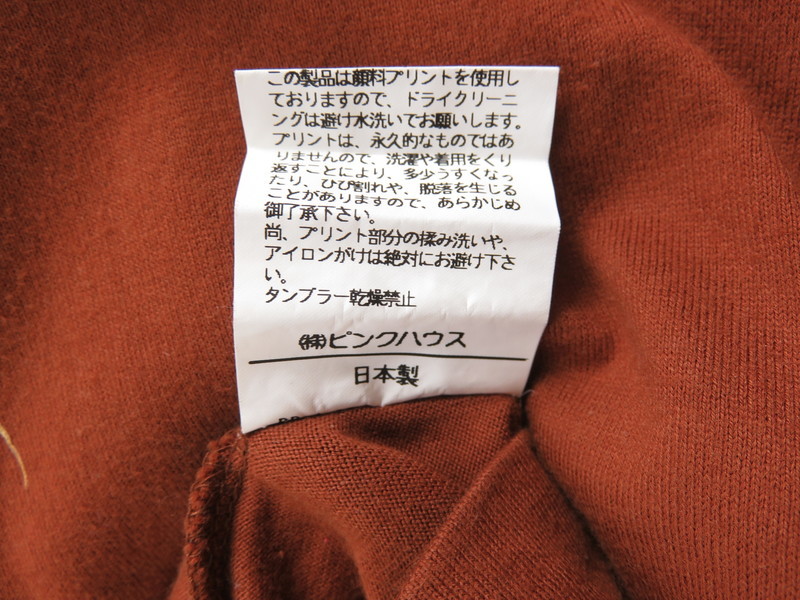 この製品は顔料プリントを使用し
ておりますので、ドライクリーニ
ングは避け水洗いでお願いします。
プリントは、永久的なものではあ
りませんので、洗濯や着用をくり
返すことにより、多少うすくなっ
たり、ひび割れや、脱落を生じる
ことがありますので、あらかじめ
御了承下さい。
尚、プリント部分の揉み洗いや、
アイロンがけは絶対にお避け下さ
い。
タンブラー乾燥禁止
㈱ピンクハウス
日本製